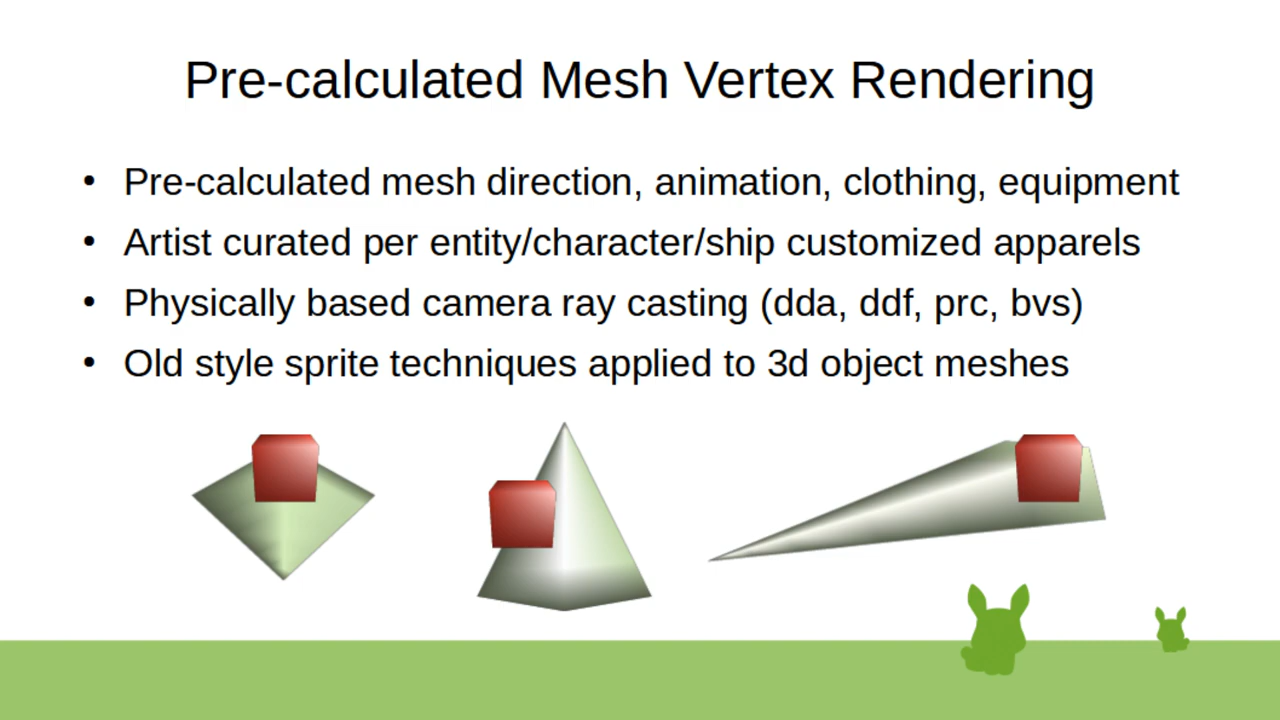 Pre-calculated Mesh Vertex Rendering
• Pre-calculated mesh direction, animation, clothing, equipment
• Artist curated per entity/character/ship customized apparels
• Physically based camera ray casting (dda, ddf, prc, bvs)
• Old style sprite techniques applied to 3d object meshes